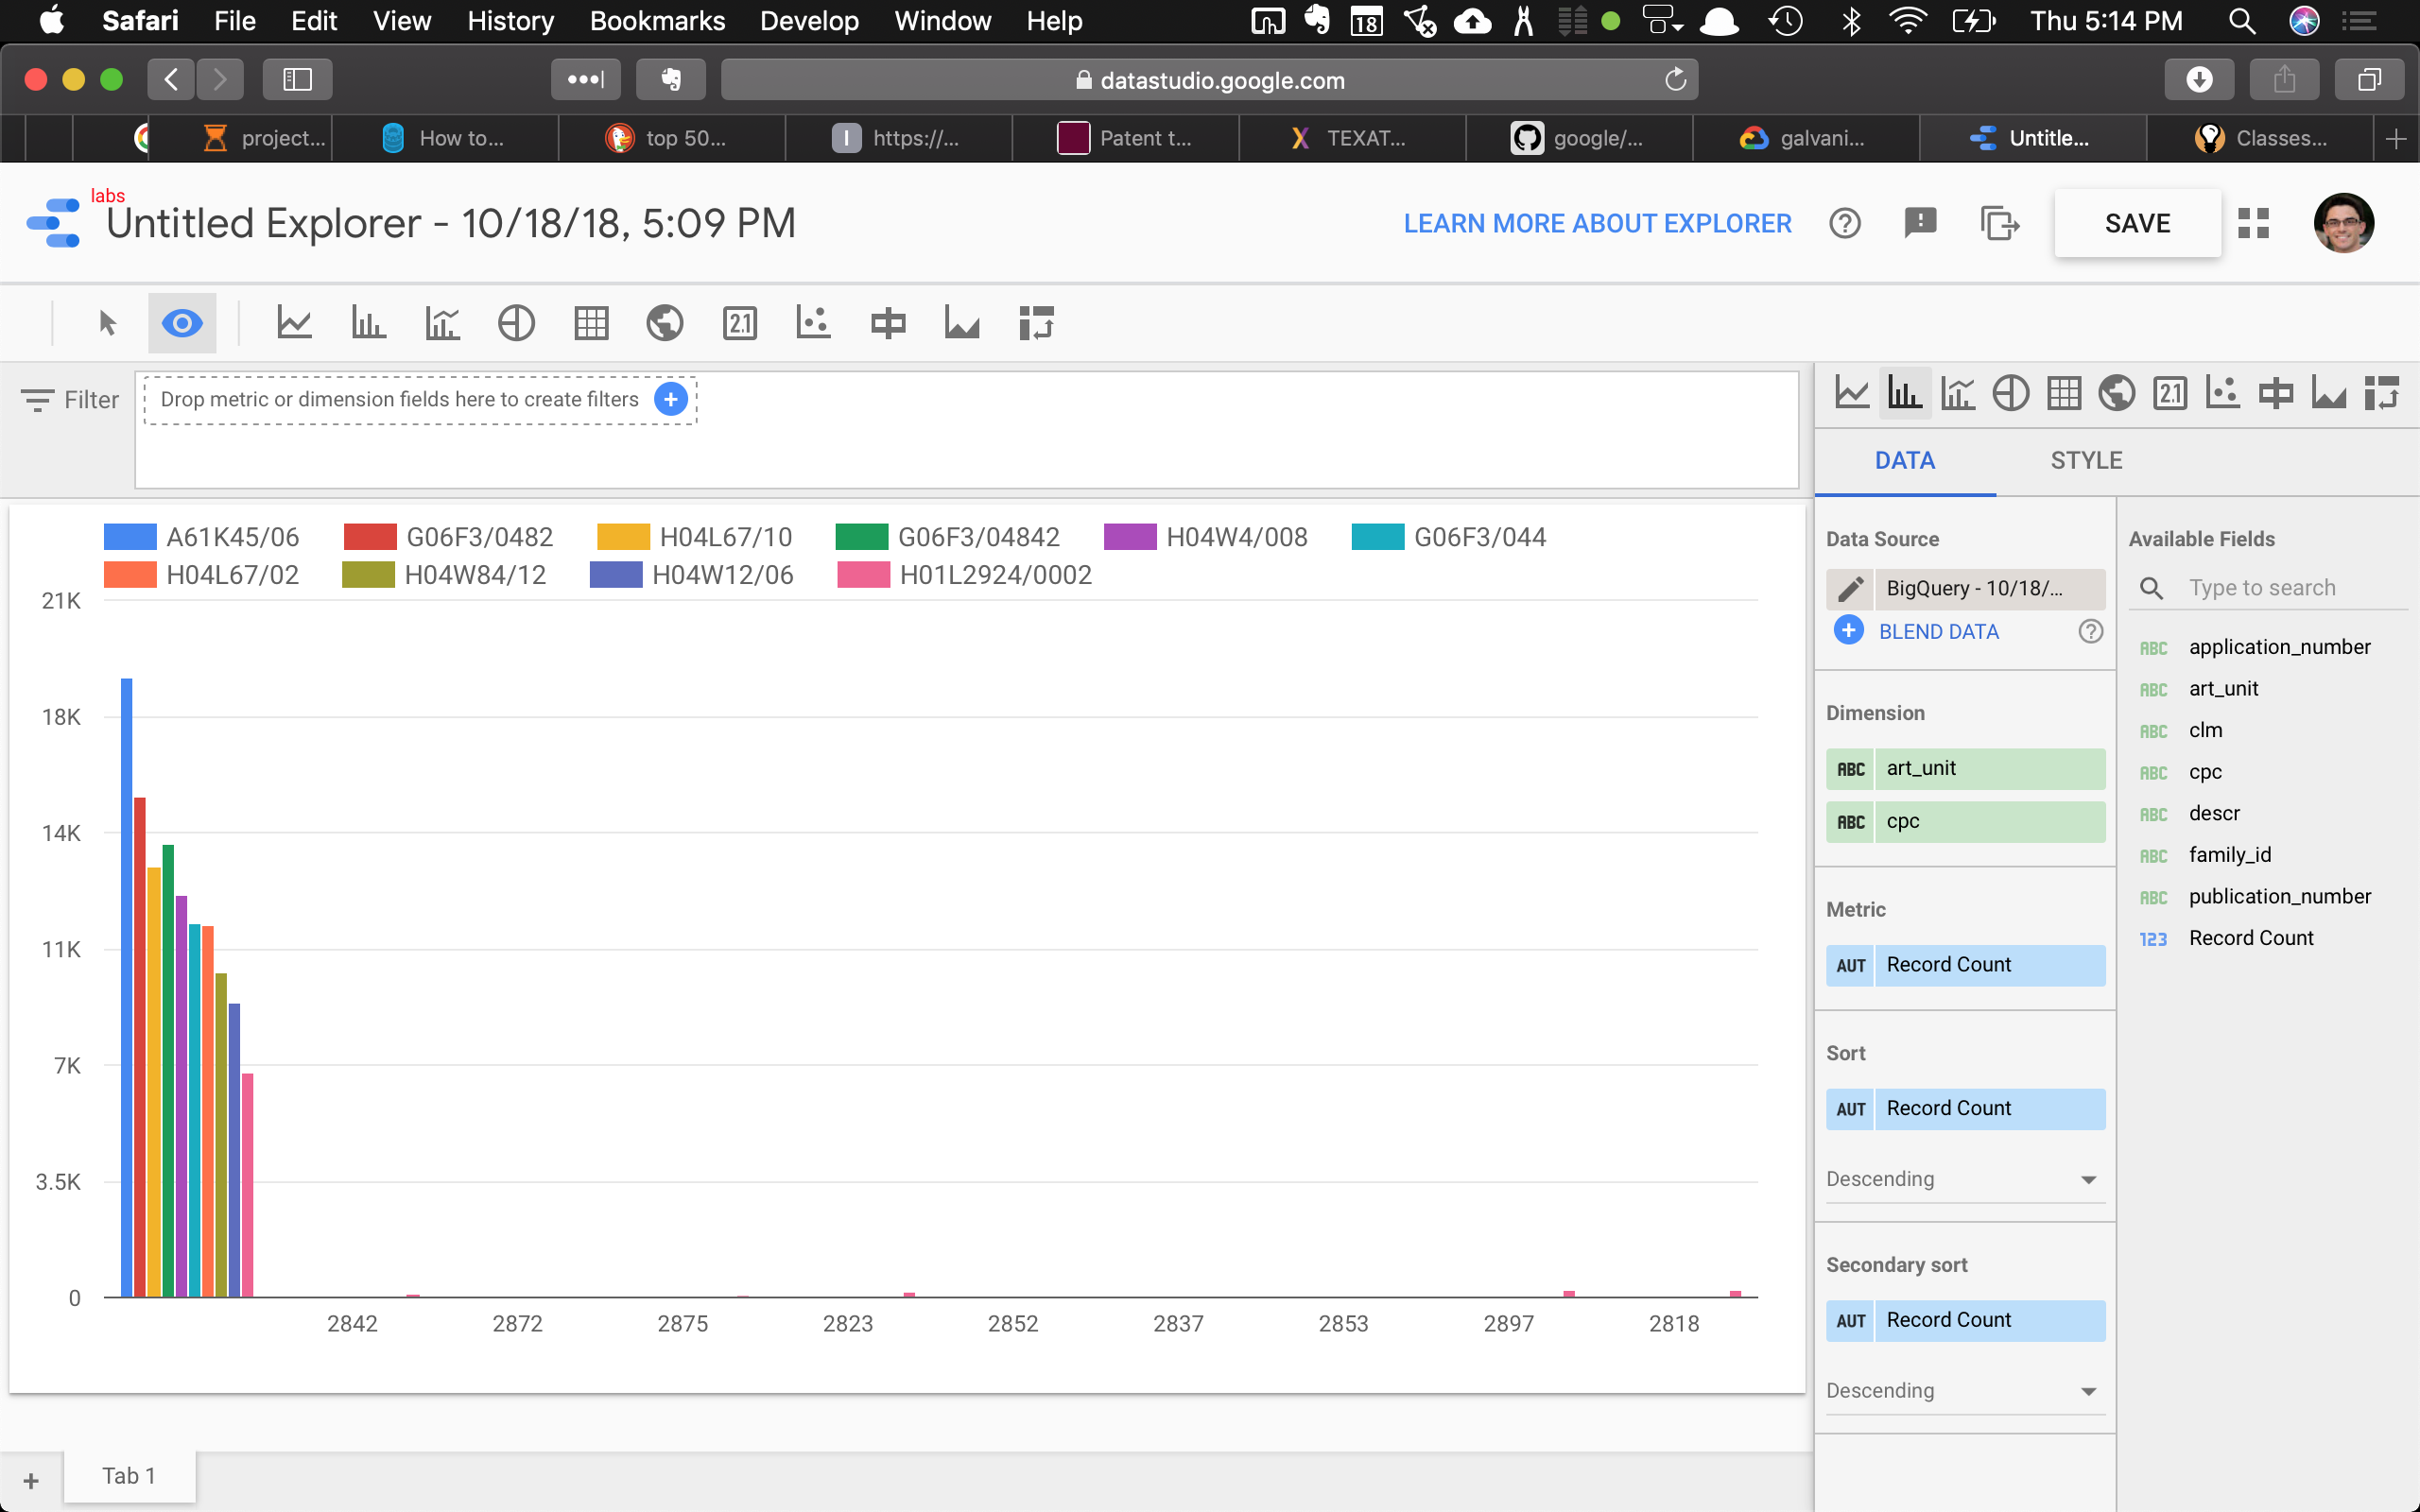 Safari File Edit View History Bookmarks Develop Window Help 18 Thu 5:14 PM
datastudio.google.com
project... How to... top 50... I https://... Patent t... X TEXAT... google/... galvani... Untitle... Classes...
labs
Untitled Explorer - 10/18/18, 5:09 PM
LEARN MORE ABOUT EXPLORER
SAVE
2.1
Filter
Drop metric or dimension fields here to create filters
2.1
DATA STYLE
A61K45/06 G06F3/0482 H04L67/10 G06F3/04842 H04W4/008 G06F3/044
H04L67/02 H04W84/12 H04W12/06 H01L2924/0002
21K
18K
14K
11K
7K
3.5K
0
2842 2872 2875 2823 2852 2837 2853 2897 2818
Data Source
BigQuery - 10/18/...
BLEND DATA
Dimension
ABC art_unit
ABC cpc
Metric
AUT Record Count
Sort
AUT Record Count
Descending
Secondary sort
AUT Record Count
Descending
Available Fields
Type to search
ABC application_number
ABC art_unit
ABC clm
ABC cpc
ABC descr
ABC family_id
ABC publication_number
123 Record Count
+ Tab 1